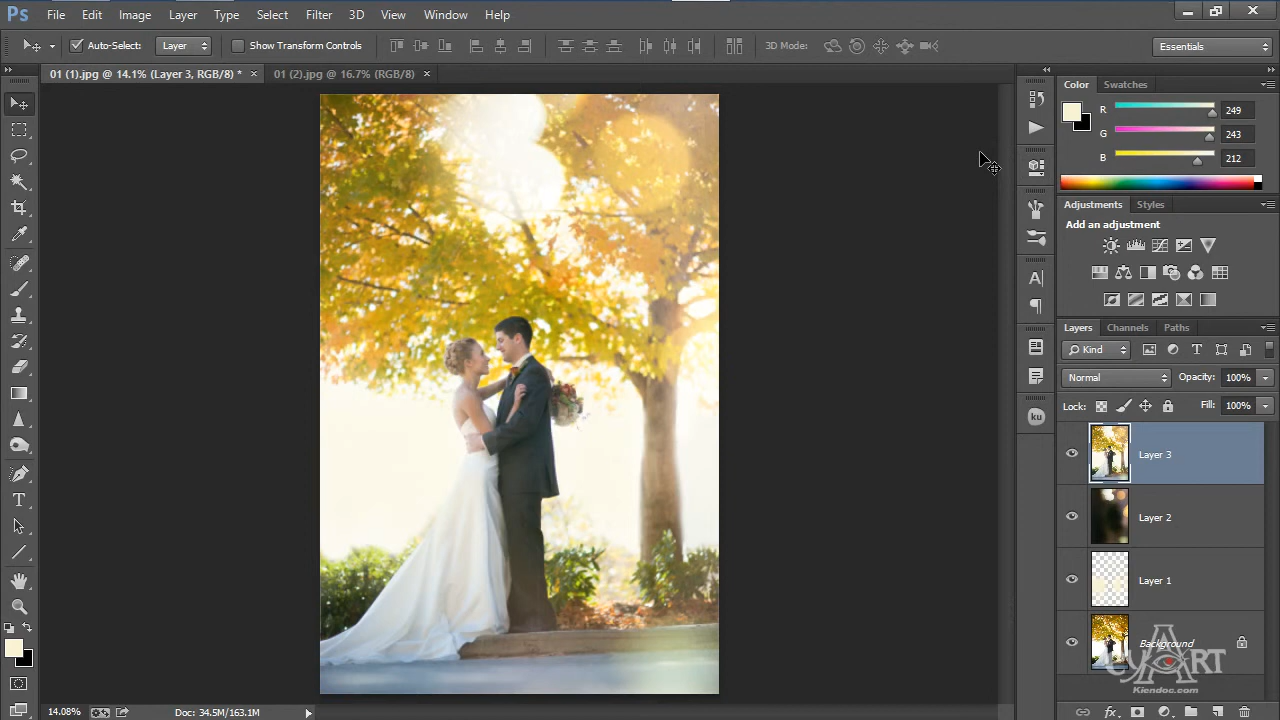 Ps File Edit Image Layer Type Select Filter 3D View Window Help
Auto-Select: Layer Show Transform Controls 3D Mode: Essentials
01 (1).jpg @ 14.1% (Layer 3, RGB/8) * × 01 (2).jpg @ 16.7% (RGB/8) ×
Color Swatches
R 249
G 243
B 212
Adjustments Styles
Add an adjustment
Layers Channels Paths
Kind
Normal Opacity: 100%
Lock: Fill: 100%
Layer 3
Layer 2
Layer 1
Background
CyART
Kiendoc.com
ku
14.08% Doc: 34.5M/163.1M